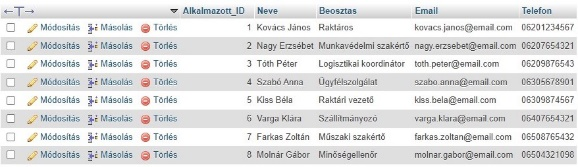 Alkalmazott_ID Neve Beosztas Email Telefon
Módosítás Másolás Törlés 1 Kovács János Raktáros kovacs.janos@email.com 06201234567
Módosítás Másolás Törlés 2 Nagy Erzsébet Munkavédelmi szakértő nagy.erzsebet@email.com 06207654321
Módosítás Másolás Törlés 3 Tóth Péter Logisztikai koordinátor toth.peter@email.com 06209876543
Módosítás Másolás Törlés 4 Szabó Anna Ügyfélszolgálat szabo.anna@email.com 06305678901
Módosítás Másolás Törlés 5 Kiss Béla Raktári vezető kiss.bela@email.com 06309874567
Módosítás Másolás Törlés 6 Varga Klára Szállítmányozó varga.klara@email.com 06407654321
Módosítás Másolás Törlés 7 Farkas Zoltán Műszaki szakértő farkas.zoltan@email.com 06508765432
Módosítás Másolás Törlés 8 Molnár Gábor Minőségellenőr molnar.gabor@email.com 06504321098